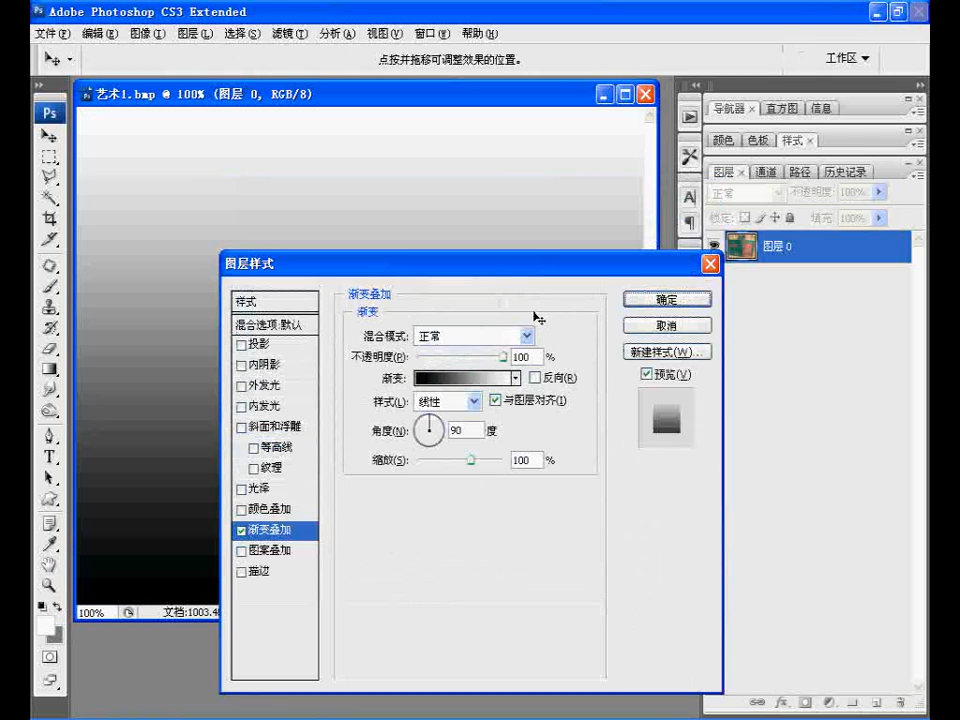 Adobe Photoshop CS3 Extended
文件(F) 编辑(E) 图像(I) 图层(L) 选择(S) 滤镜(T) 分析(A) 视图(V) 窗口(W) 帮助(H)
点按并拖移可调整效果的位置。 工作区
艺术1.bmp @ 100% (图层 0, RGB/8)
导航器 直方图 信息
颜色 色板 样式
图层 通道 路径 历史记录
正常 不透明度: 100%
锁定: 填充: 100%
图层 0
图层样式
样式
混合选项:默认
投影
内阴影
外发光
内发光
斜面和浮雕
等高线
纹理
光泽
颜色叠加
渐变叠加
图案叠加
描边
渐变叠加
渐变
混合模式: 正常
不透明度(P): 100 %
渐变: 反向(R)
样式(L): 线性 与图层对齐(I)
角度(N): 90 度
缩放(S): 100 %
确定
取消
新建样式(W)...
预览(V)
100%